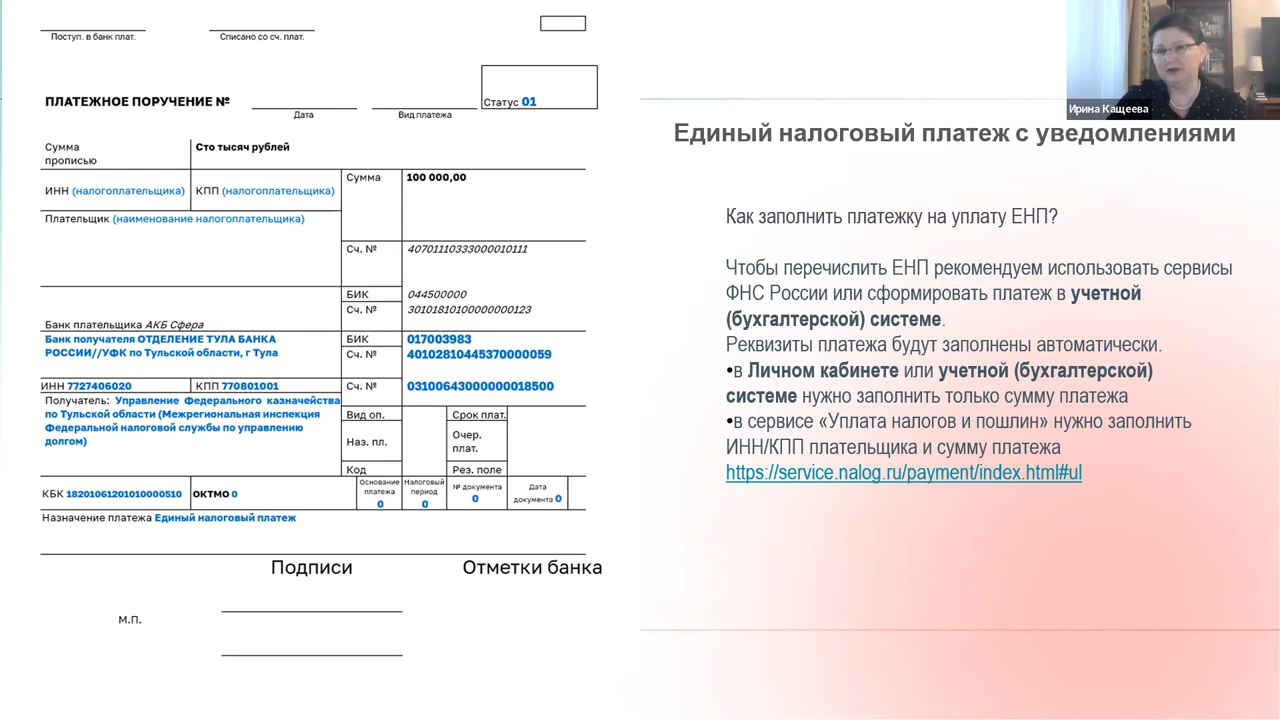 Поступ. в банк плат.
Списано со сч. плат.
ПЛАТЕЖНОЕ ПОРУЧЕНИЕ №
Дата
Вид платежа
Статус 01
Сумма
прописью
Сто тысяч рублей
ИНН (налогоплательщика)
КПП (налогоплательщика)
Сумма
100 000,00
Плательщик (наименование налогоплательщика)
Сч. №
40701110333000010111
БИК
044500000
Сч. №
30101810100000000123
Банк плательщика АКБ Сфера
Банк получателя ОТДЕЛЕНИЕ ТУЛА БАНКА
РОССИИ//УФК по Тульской области, г Тула
БИК
017003983
Сч. №
40102810445370000059
ИНН 7727406020
КПП 770801001
Сч. №
03100643000000018500
Получатель: Управление Федерального казначейства
по Тульской области (Межрегиональная инспекция
Федеральной налоговой службы по управлению
долгом)
Вид оп.
Срок плат.
Наз. пл.
Очер.
плат.
Код
Рез. поле
КБК 18201061201010000510
ОКТМО 0
Основание
платежа
0
Налоговый
период
0
№ документа
0
Дата
документа 0
Назначение платежа Единый налоговый платеж
Подписи
Отметки банка
м.п.
Ирина Кащеева
Единый налоговый платеж с уведомлениями
Как заполнить платежку на уплату ЕНП?
Чтобы перечислить ЕНП рекомендуем использовать сервисы
ФНС России или сформировать платеж в учетной
(бухгалтерской) системе.
Реквизиты платежа будут заполнены автоматически.
•в Личном кабинете или учетной (бухгалтерской)
системе нужно заполнить только сумму платежа
•в сервисе «Уплата налогов и пошлин» нужно заполнить
ИНН/КПП плательщика и сумму платежа
https://service.nalog.ru/payment/index.html#ul